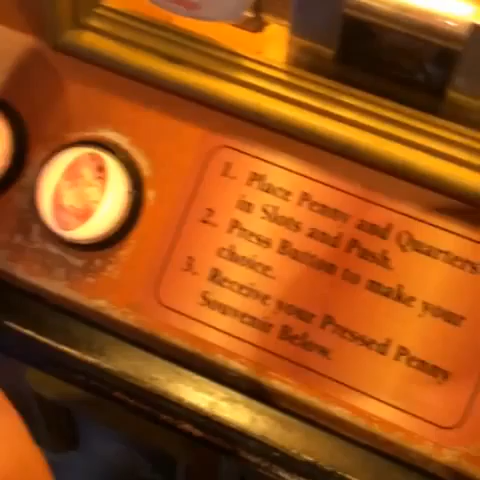 1. Place Penny and Quarters
in Slots and Push.
2. Press Button to make your
choice.
3. Receive your Pressed Penny
Souvenir Below.